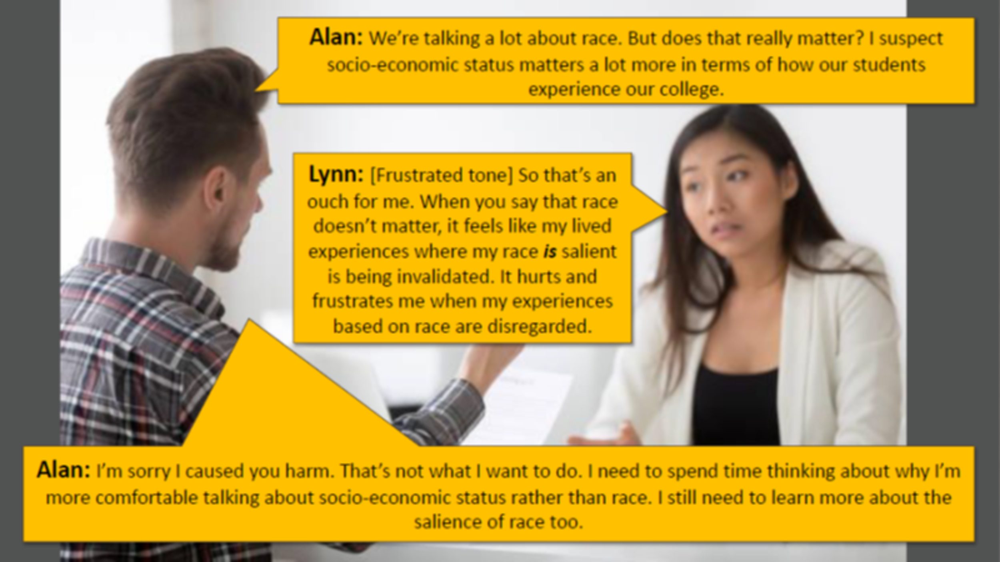 Alan: We're talking a lot about race. But does that really matter? I suspect
socio-economic status matters a lot more in terms of how our students
experience our college.
Lynn: [Frustrated tone] So that's an
ouch for me. When you say that race
doesn't matter, it feels like my lived
experiences where my race is salient
is being invalidated. It hurts and
frustrates me when my experiences
based on race are disregarded.
Alan: I'm sorry I caused you harm. That's not what I want to do. I need to spend time thinking about why I'm
more comfortable talking about socio-economic status rather than race. I still need to learn more about the
salience of race too.